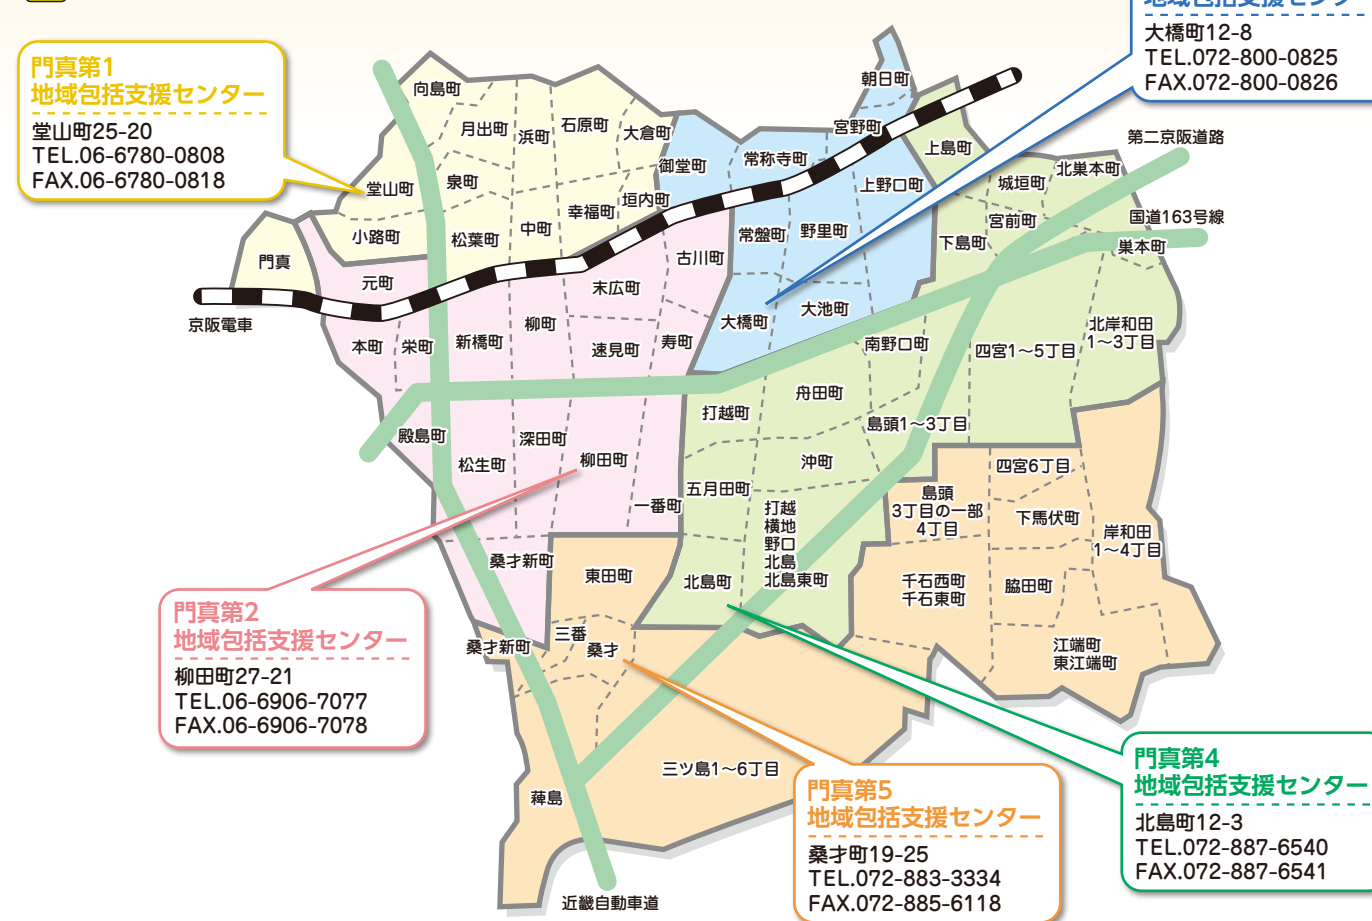 地域包括支援センター
大橋町12-8
TEL.072-800-0825
FAX.072-800-0826
門真第1
地域包括支援センター
堂山町25-20
TEL.06-6780-0808
FAX.06-6780-0818
朝日町
向島町
月出町
浜町
石原町
大倉町
宮野町
第二京阪道路
御堂町
常称寺町
上島町
北巣本町
堂山町
泉町
垣内町
上野口町
城垣町
幸福町
宮前町
国道163号線
小路町
松葉町
中町
常盤町
野里町
下島町
巣本町
門真
古川町
元町
末広町
京阪電車
大橋町
大池町
北岸和田
1〜3丁目
本町
栄町
新橋町
柳町
速見町
寿町
南野口町
四宮1〜5丁目
舟田町
打越町
島頭1〜3丁目
殿島町
深田町
松生町
柳田町
沖町
四宮6丁目
五月田町
島頭
3丁目の一部
4丁目
一番町
打越
横地
野口
北島
北島東町
下馬伏町
岸和田
1〜4丁目
桑才新町
東田町
北島町
千石西町
千石東町
脇田町
門真第2
地域包括支援センター
柳田町27-21
TEL.06-6906-7077
FAX.06-6906-7078
桑才新町
三番
桑才
江端町
東江端町
三ツ島1〜6丁目
薭島
門真第4
地域包括支援センター
北島町12-3
TEL.072-887-6540
FAX.072-887-6541
門真第5
地域包括支援センター
桑才町19-25
TEL.072-883-3334
FAX.072-885-6118
近畿自動車道